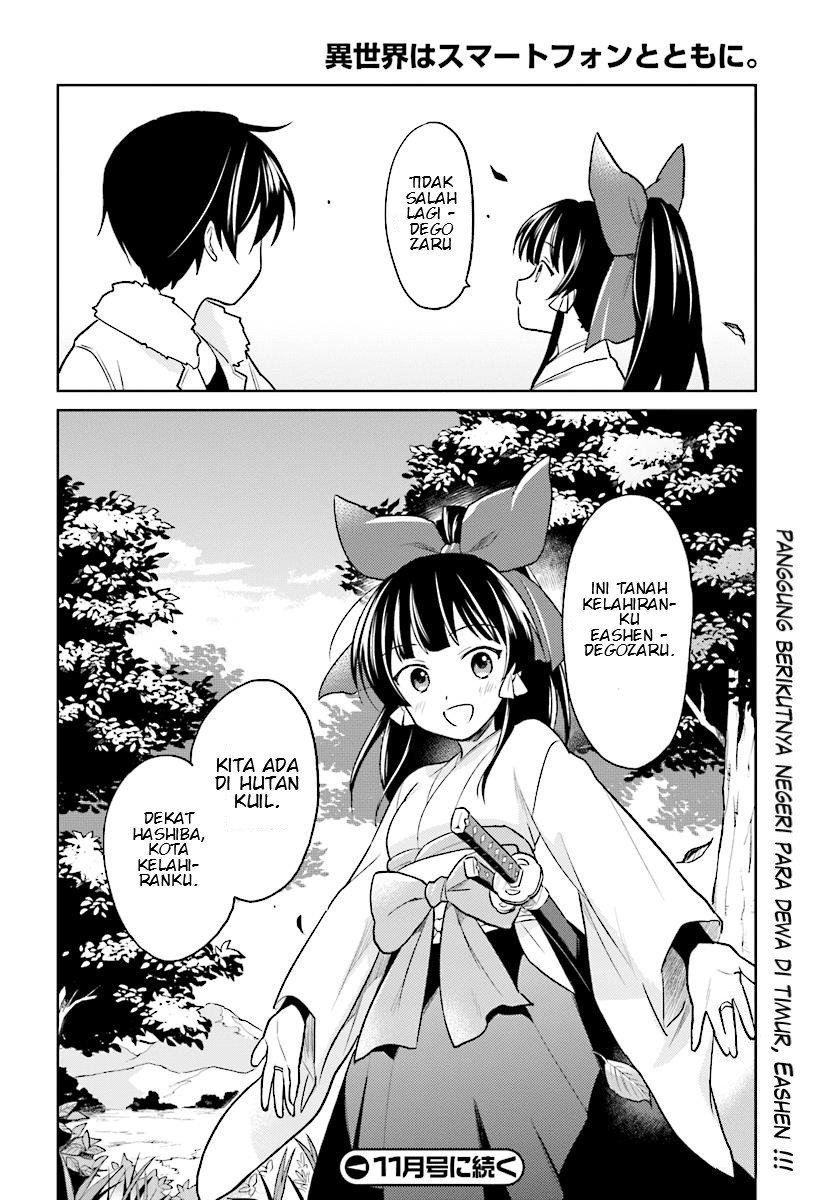 異世界はスマートフォンとともに。
TIDAK
SALAH
LAGI -
DEGO
ZARU
INI TANAH
KELAHIRAN-
KU
EASHEN -
DEGOZARU.
KITA ADA
DI HUTAN
KUIL.
DEKAT
HASHIBA,
KOTA
KELAHI-
RANKU.
PANGGUNG BERIKUTNYA NEGERI PARA DEWA DI TIMUR, EASHEN !!!
11月号に続く